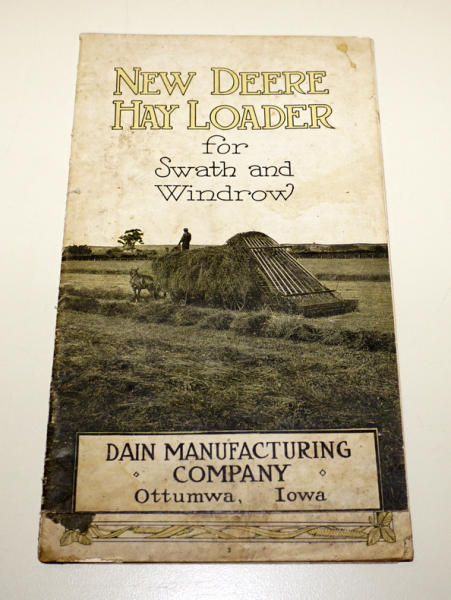 NEW DEERE
HAY LOADER
for
Swath and
Windrow
DAIN MANUFACTURING
COMPANY
Ottumwa, Iowa